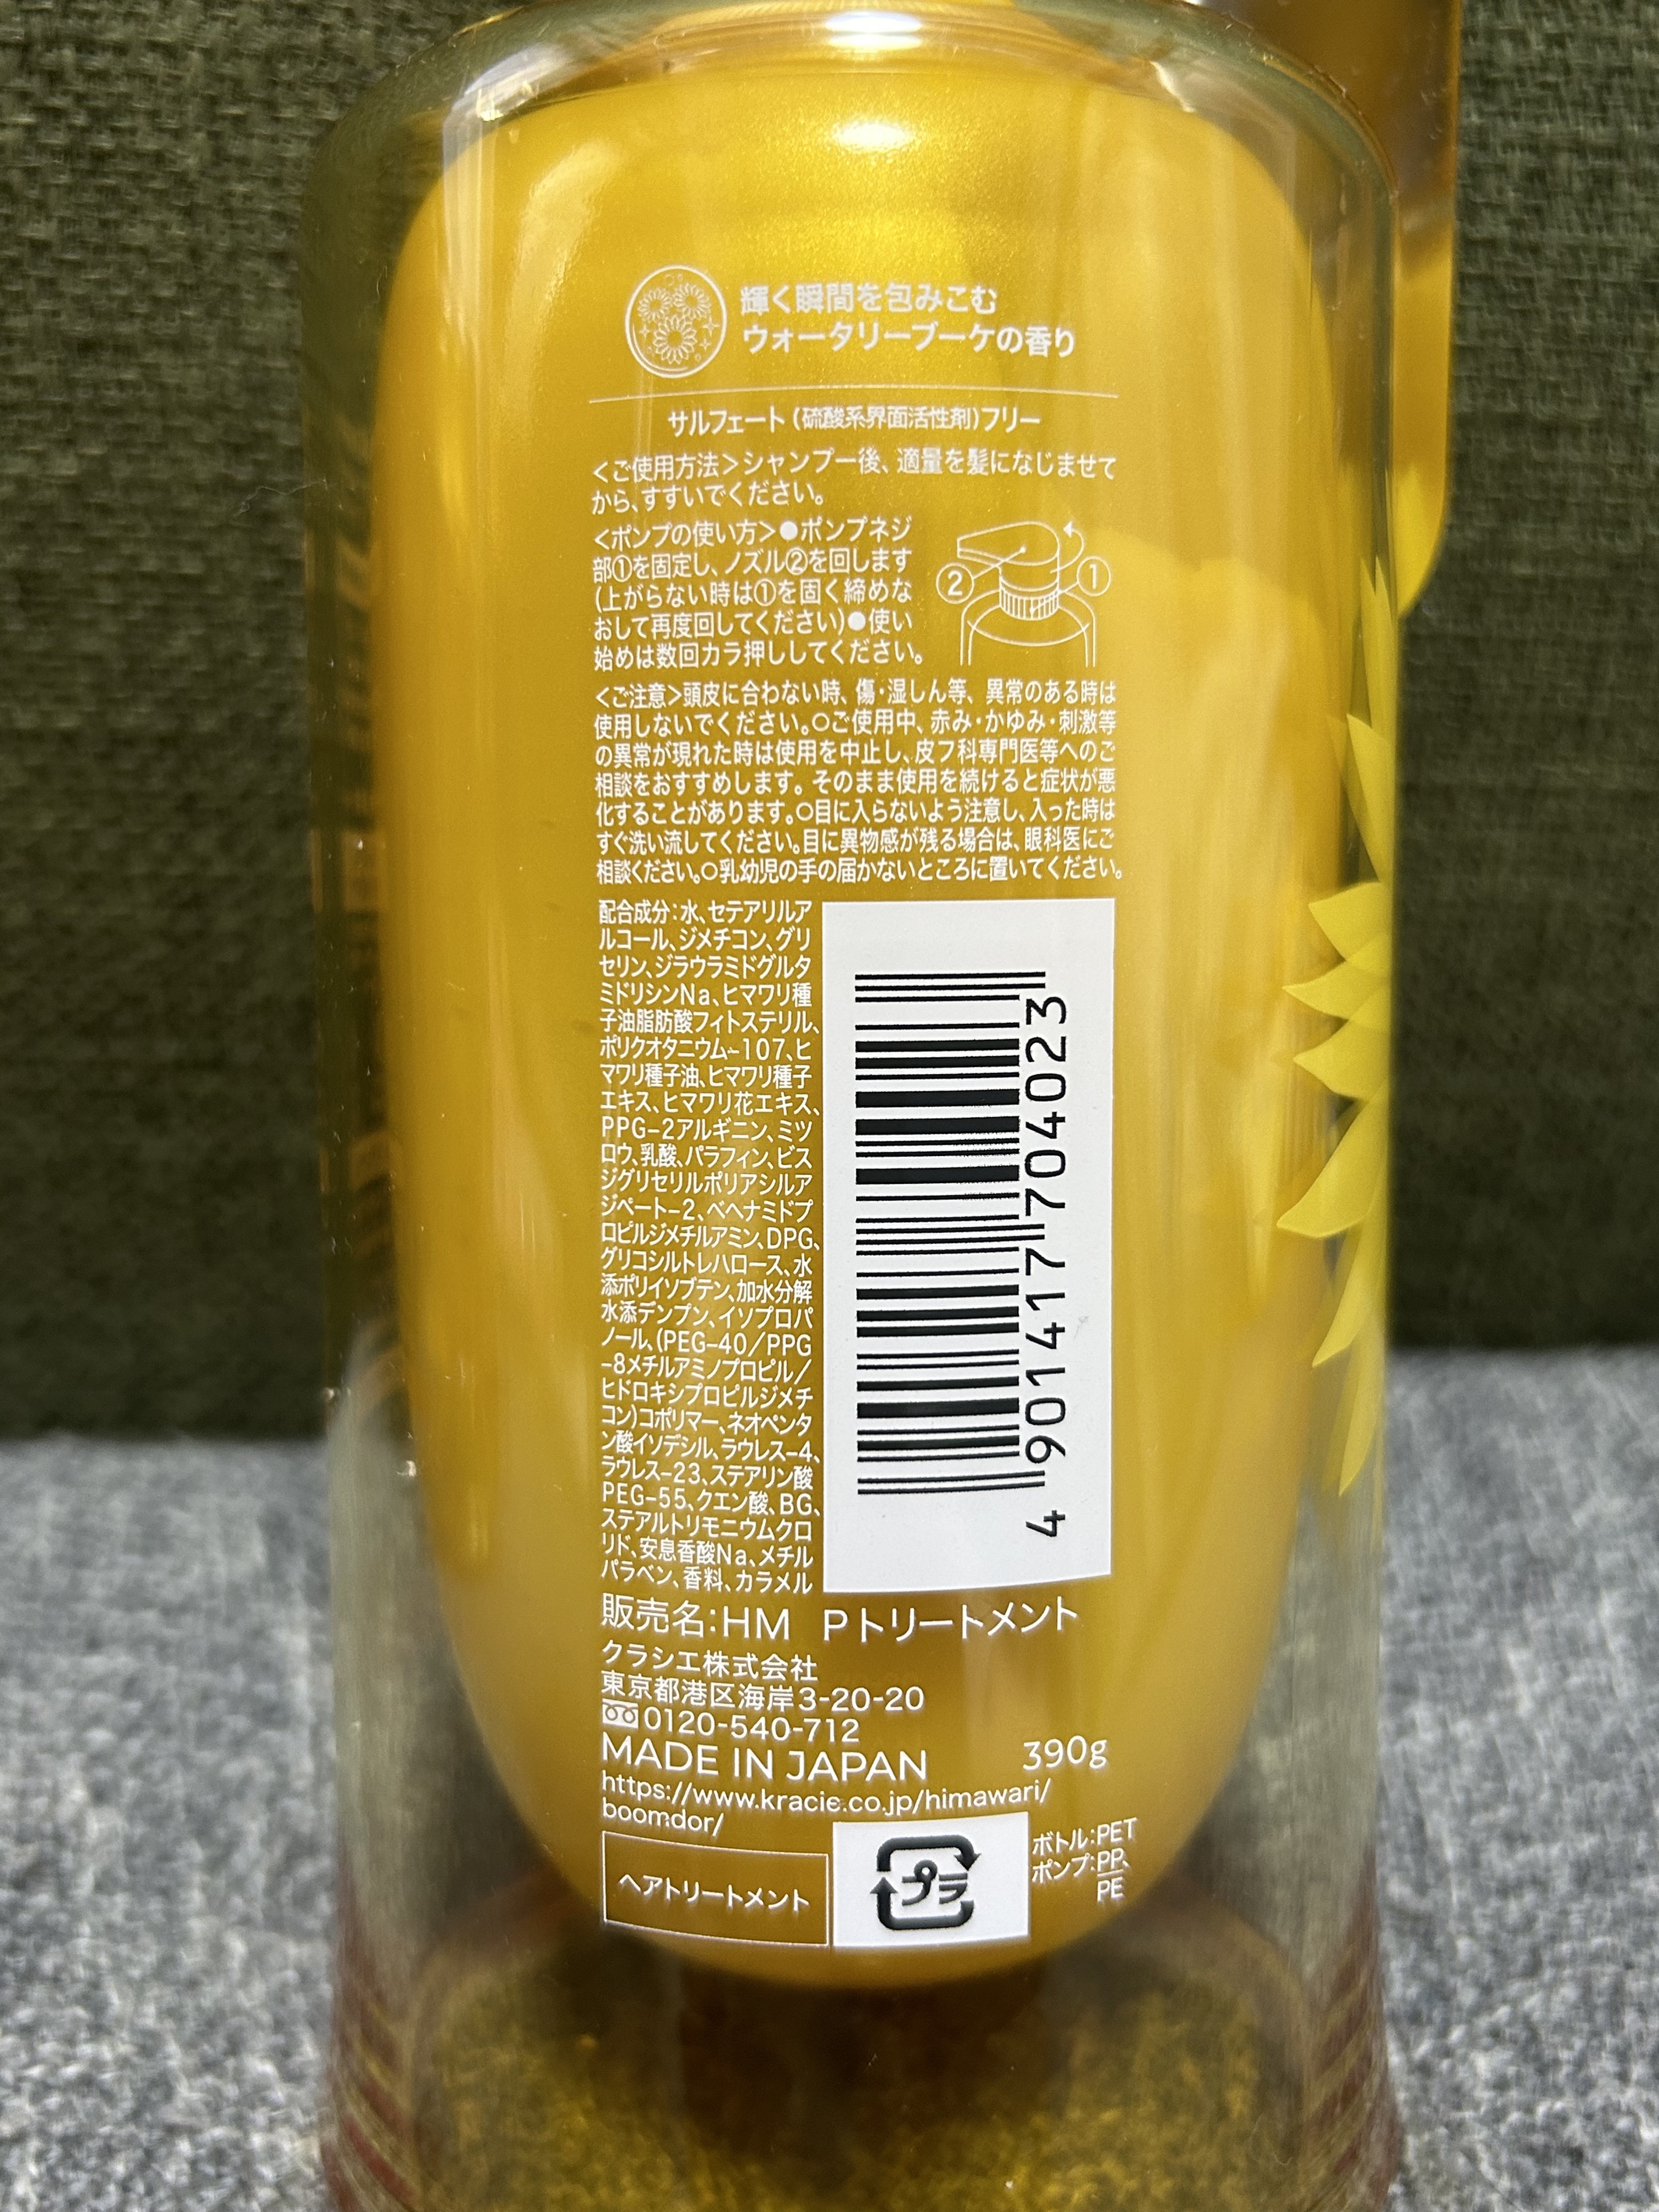 輝く瞬間を包みこむ
ウォータリーブーケの香り
サルフェート(硫酸系界面活性剤)フリー
<ご使用方法>シャンプー後、適量を髪になじませて
から、すすいでください。
<ポンプの使い方>●ポンプネジ
部①を固定し、ノズル②を回します
(上がらない時は①を固く締めな
おして再度回してください)●使い
始めは数回カラ押ししてください。
② ①
<ご注意>頭皮に合わない時、傷・湿しん等、異常のある時は
使用しないでください。○ご使用中、赤み・かゆみ・刺激等
の異常が現れた時は使用を中止し、皮フ科専門医等へのご
相談をおすすめします。そのまま使用を続けると症状が悪
化することがあります。○目に入らないよう注意し、入った時は
すぐ洗い流してください。目に異物感が残る場合は、眼科医にご
相談ください。○乳幼児の手の届かないところに置いてください。
配合成分:水、セテアリルア
ルコール、ジメチコン、グリ
セリン、ジラウラミドグルタ
ミドリシンNa、ヒマワリ種
子油脂肪酸フィトステリル、
ポリクオタニウム-107、ヒ
マワリ種子油、ヒマワリ種子
エキス、ヒマワリ花エキス、
PPG-2アルギニン、ミツ
ロウ、乳酸、パラフィン、ビス
ジグリセリルポリアシルア
ジペート-2、ベヘナミドプ
ロピルジメチルアミン、DPG、
グリコシルトレハロース、水
添ポリイソブテン、加水分解
水添デンプン、イソプロパ
ノール、(PEG-40/PPG
-8メチルアミノプロピル/
ヒドロキシプロピルジメチ
コン)コポリマー、ネオペンタ
ン酸イソデシル、ラウレス-4、
ラウレス-23、ステアリン酸
PEG-55、クエン酸、BG、
ステアルトリモニウムクロ
リド、安息香酸Na、メチル
パラベン、香料、カラメル
4 901417 704023
販売名:HM Pトリートメント
クラシエ株式会社
東京都港区海岸3-20-20
0120-540-712
MADE IN JAPAN 390g
https://www.kracie.co.jp/himawari/
boomdor/
ヘアトリートメント
プラ
ボトル:PET
ポンプ:PP、
PE